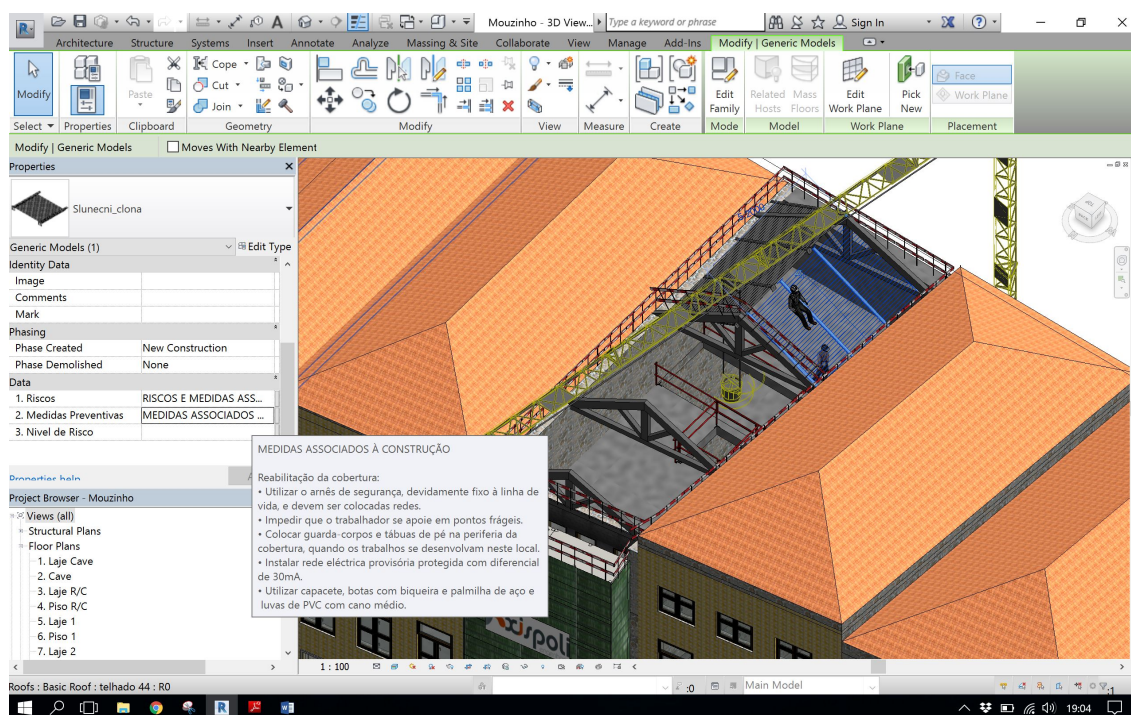 Mouzinho - 3D View...
Type a keyword or phrase
Sign In
Architecture Structure Systems Insert Annotate Analyze Massing & Site Collaborate View Manage Add-Ins Modify | Generic Models
Modify
Paste
Cope
Cut
Join
Edit Family
Related Hosts
Mass Floors
Edit Work Plane
Pick New
Face
Work Plane
Select Properties Clipboard Geometry Modify View Measure Create Mode Model Work Plane Placement
Modify | Generic Models Moves With Nearby Element
Properties
Slunecni_clona
Generic Models (1) Edit Type
Identity Data
Image
Comments
Mark
Phasing
Phase Created New Construction
Phase Demolished None
Data
1. Riscos RISCOS E MEDIDAS ASS...
2. Medidas Preventivas MEDIDAS ASSOCIADOS ...
3. Nivel de Risco
Properties help
MEDIDAS ASSOCIADOS À CONSTRUÇÃO
Reabilitação da cobertura:
• Utilizar o arnês de segurança, devidamente fixo à linha de
vida, e devem ser colocadas redes.
• Impedir que o trabalhador se apoie em pontos frágeis.
• Colocar guarda-corpos e tábuas de pé na periferia da
cobertura, quando os trabalhos se desenvolvam neste local.
• Instalar rede eléctrica provisória protegida com diferencial
de 30mA.
• Utilizar capacete, botas com biqueira e palmilha de aço e
luvas de PVC com cano médio.
Project Browser - Mouzinho
Views (all)
Structural Plans
Floor Plans
1. Laje Cave
2. Cave
3. Laje R/C
4. Piso R/C
5. Laje 1
6. Piso 1
7. Laje 2
1 : 100
Roofs : Basic Roof : telhado 44 : R0
:0
Main Model
:1
19:04